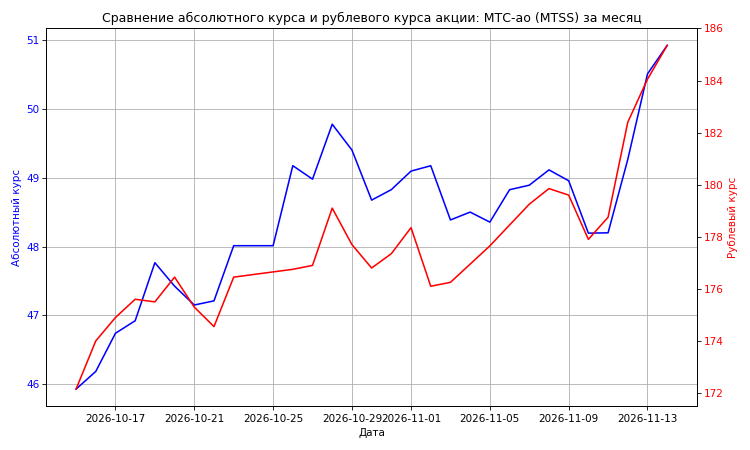 Сравнение абсолютного курса и рублевого курса акции: МТС-ао (MTSS) за месяц
Абсолютный курс
51
50
49
48
47
46
186
184
182
180
178
176
174
172
Рублевый курс
2026-10-17 2026-10-21 2026-10-25 2026-10-29 2026-11-01 2026-11-05 2026-11-09 2026-11-13
Дата